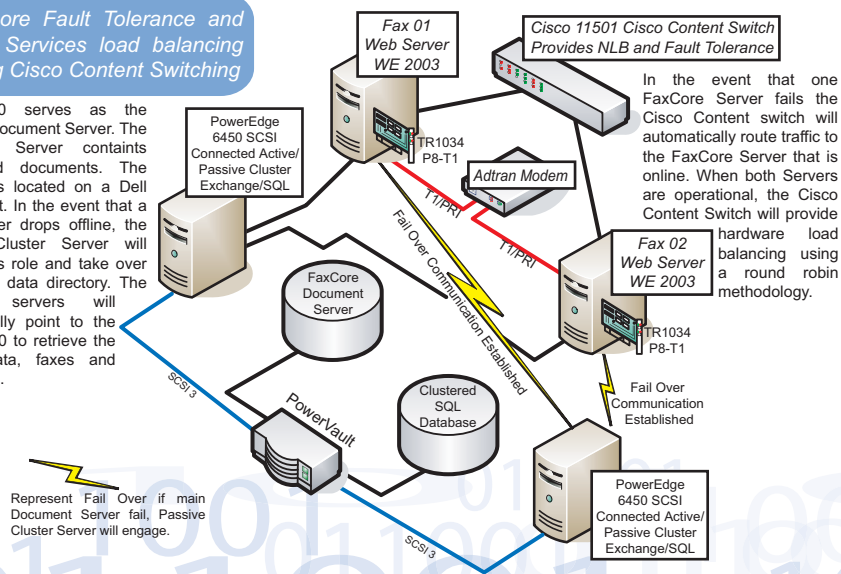 ore Fault Tolerance and
Services load balancing
g Cisco Content Switching
0 serves as the
ocument Server. The
Server containts
d documents. The
s located on a Dell
t. In the event that a
er drops offline, the
Cluster Server will
s role and take over
data directory. The
servers will
lly point to the
0 to retrieve the
ata, faxes and
.
PowerEdge
6450 SCSI
Connected Active/
Passive Cluster
Exchange/SQL
Fax 01
Web Server
WE 2003
TR1034
P8-T1
Cisco 11501 Cisco Content Switch
Provides NLB and Fault Tolerance
In the event that one
FaxCore Server fails the
Cisco Content switch will
automatically route traffic to
the FaxCore Server that is
online. When both Servers
are operational, the Cisco
Content Switch will provide
hardware load
balancing using
a round robin
methodology.
Adtran Modem
T1/PRI
T1/PRI
Fax 02
Web Server
WE 2003
TR1034
P8-T1
Fail Over Communication Established
FaxCore
Document
Server
Fail Over
Communication
Established
SCSI 3
PowerVault
Clustered
SQL
Database
PowerEdge
6450 SCSI
Connected Active/
Passive Cluster
Exchange/SQL
SCSI 3
Represent Fail Over if main
Document Server fail, Passive
Cluster Server will engage.